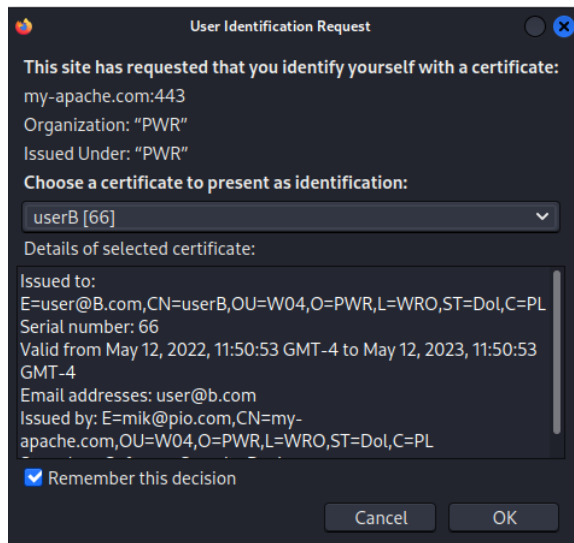 User Identification Request
This site has requested that you identify yourself with a certificate:
my-apache.com:443
Organization: “PWR”
Issued Under: “PWR”
Choose a certificate to present as identification:
userB [66]
Details of selected certificate:
Issued to:
E=user@B.com,CN=userB,OU=W04,O=PWR,L=WRO,ST=Dol,C=PL
Serial number: 66
Valid from May 12, 2022, 11:50:53 GMT-4 to May 12, 2023, 11:50:53
GMT-4
Email addresses: user@b.com
Issued by: E=mik@pio.com,CN=my-
apache.com,OU=W04,O=PWR,L=WRO,ST=Dol,C=PL
Remember this decision
Cancel OK